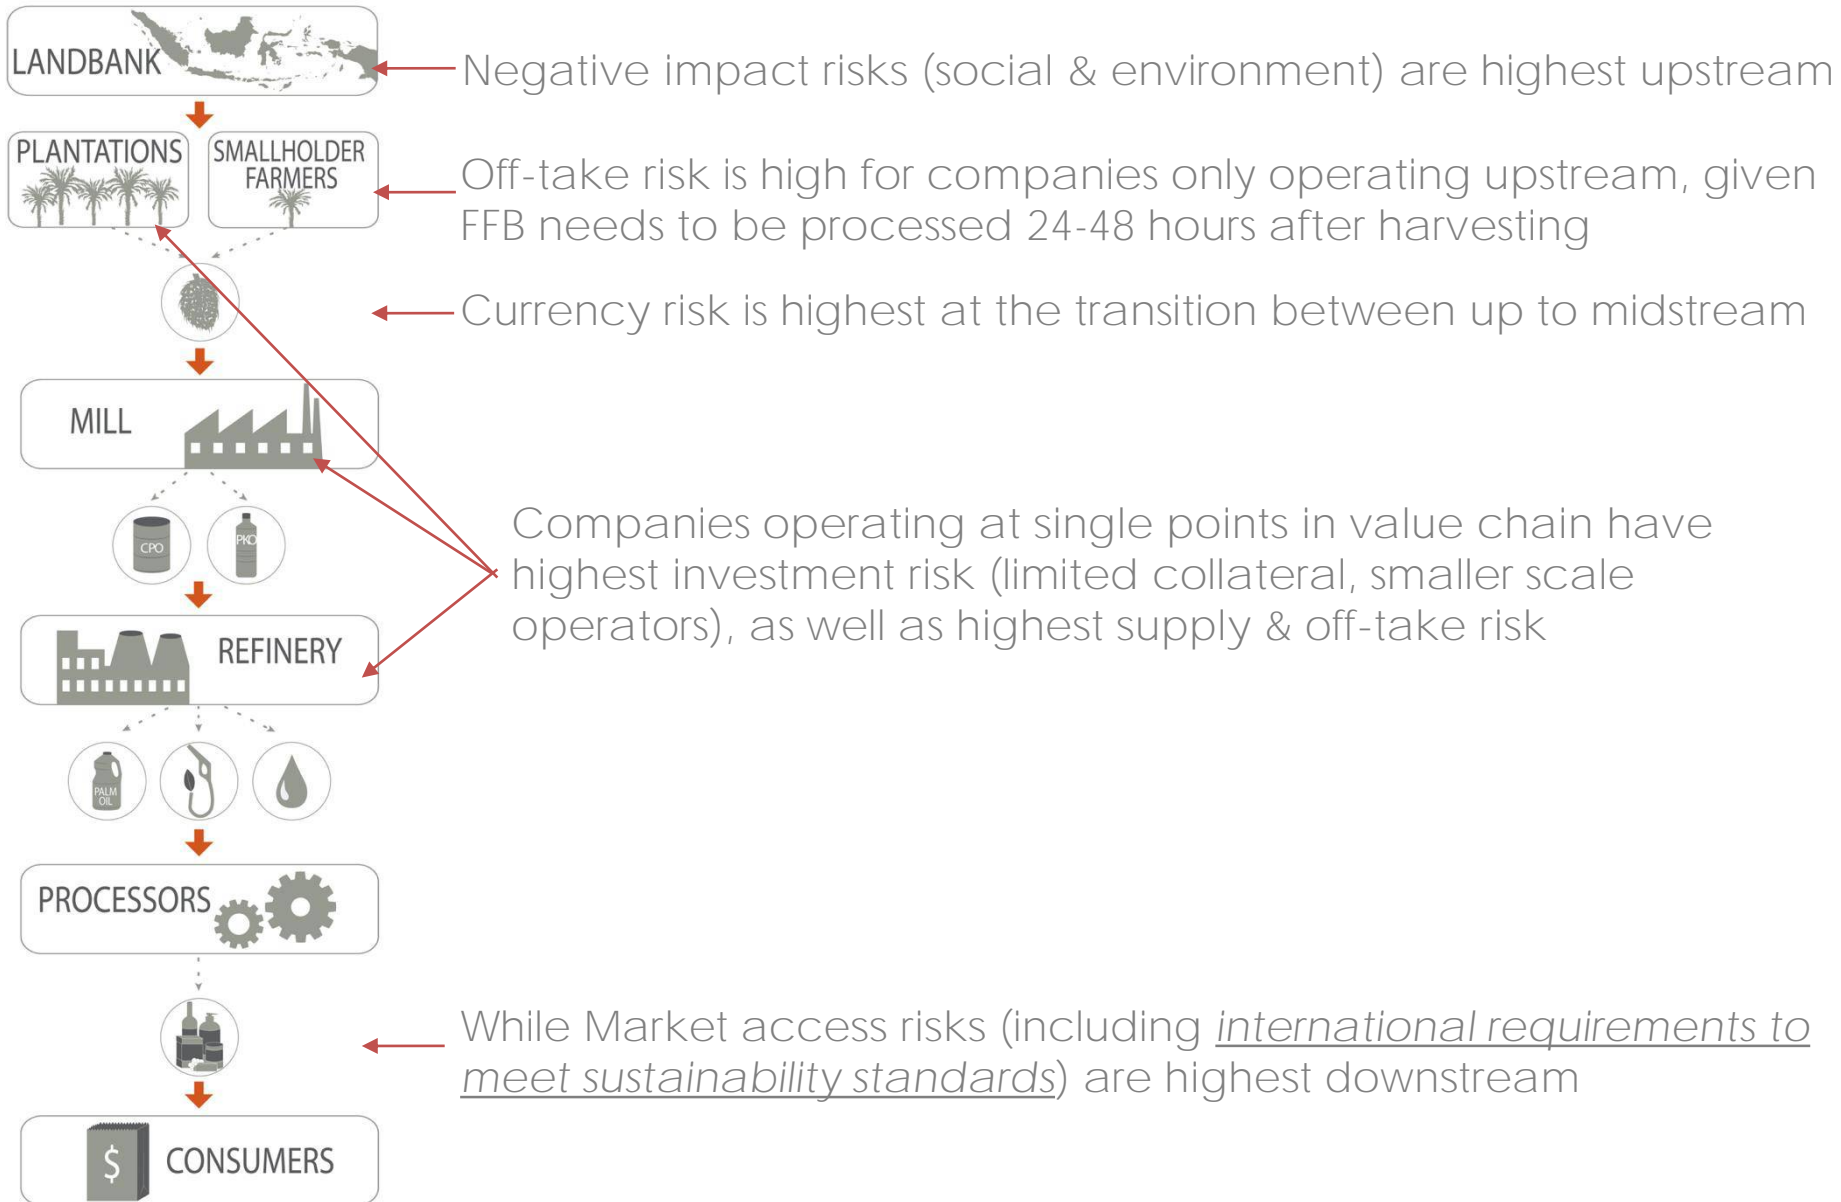 LANDBANK
Negative impact risks (social & environment) are highest upstream
PLANTATIONS
SMALLHOLDER
FARMERS
Off-take risk is high for companies only operating upstream, given
FFB needs to be processed 24-48 hours after harvesting
Currency risk is highest at the transition between up to midstream
MILL
CPO
PKO
Companies operating at single points in value chain have
highest investment risk (limited collateral, smaller scale
operators), as well as highest supply & off-take risk
REFINERY
PALM
OIL
PROCESSORS
While Market access risks (including international requirements to
meet sustainability standards) are highest downstream
$
CONSUMERS